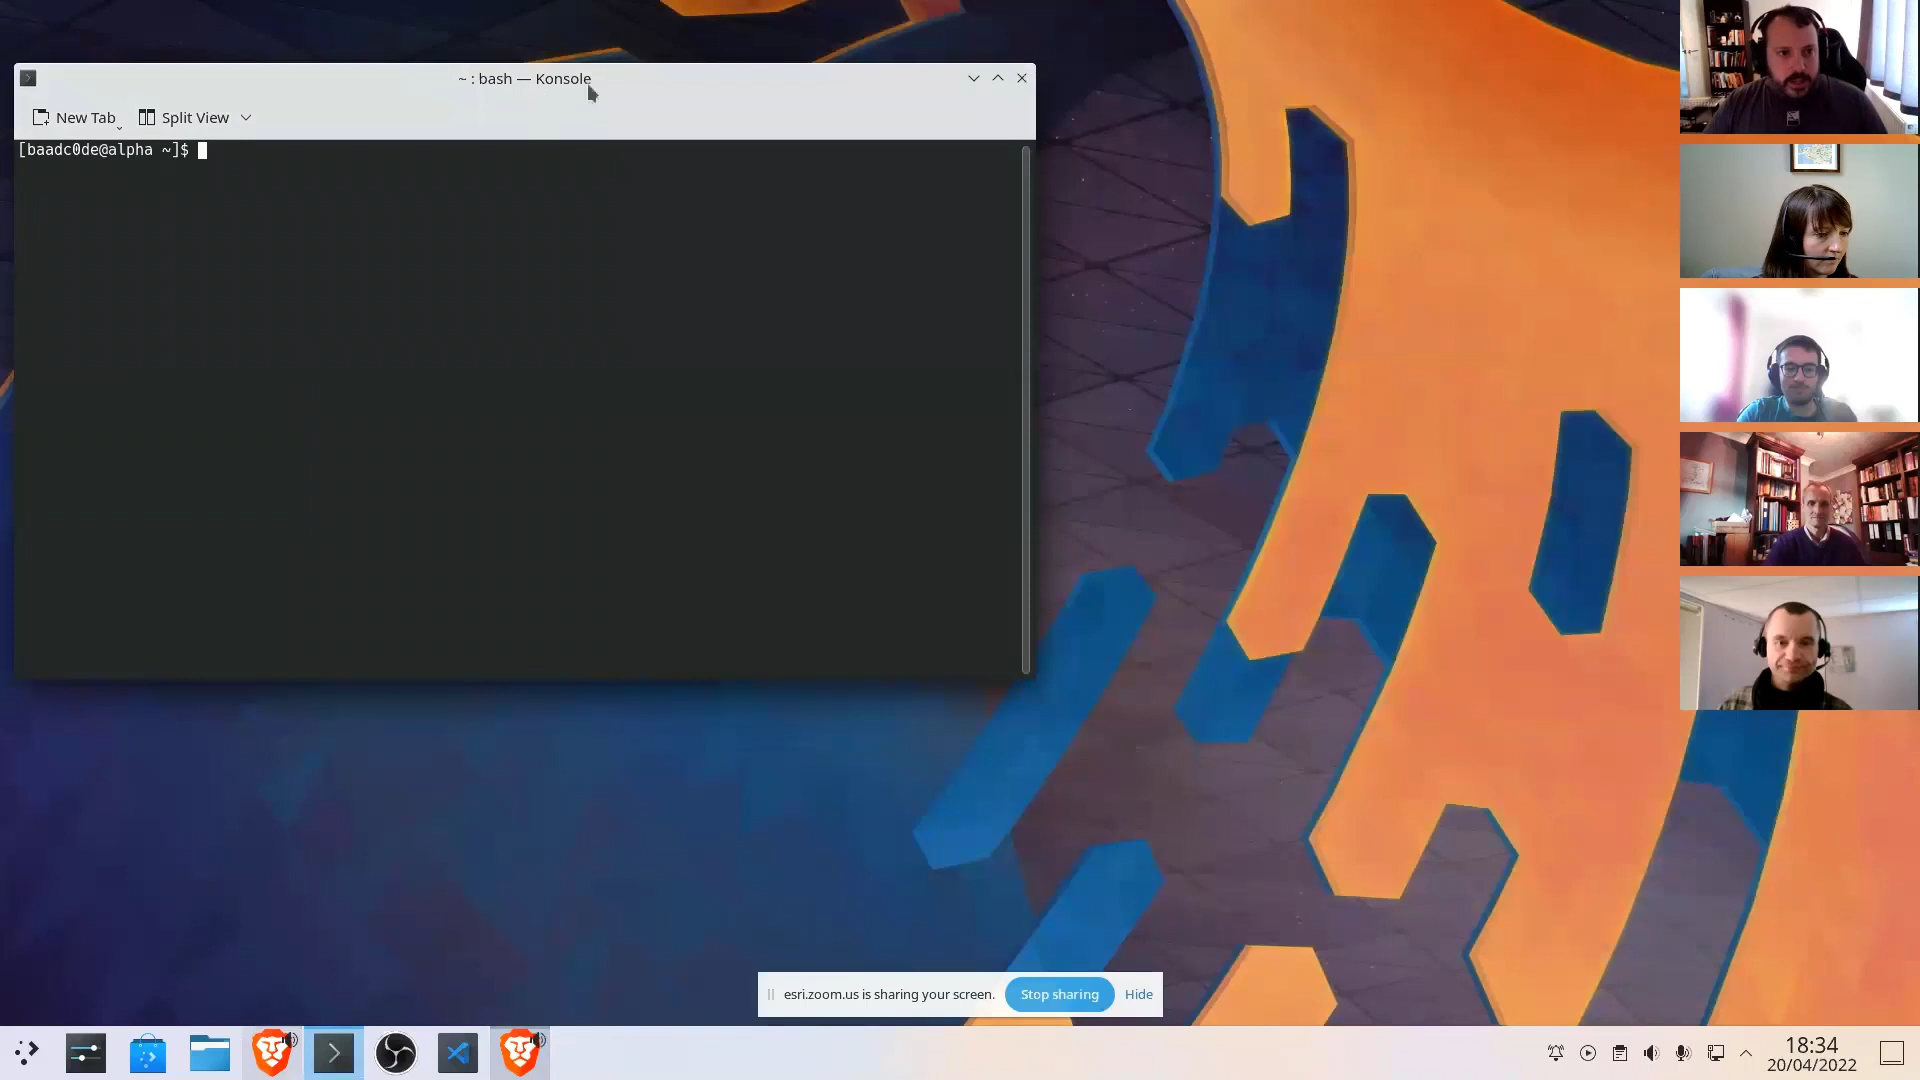 ~ : bash — Konsole
New Tab
Split View
[baadc0de@alpha ~]$
esri.zoom.us is sharing your screen.
Stop sharing
Hide
18:34
20/04/2022